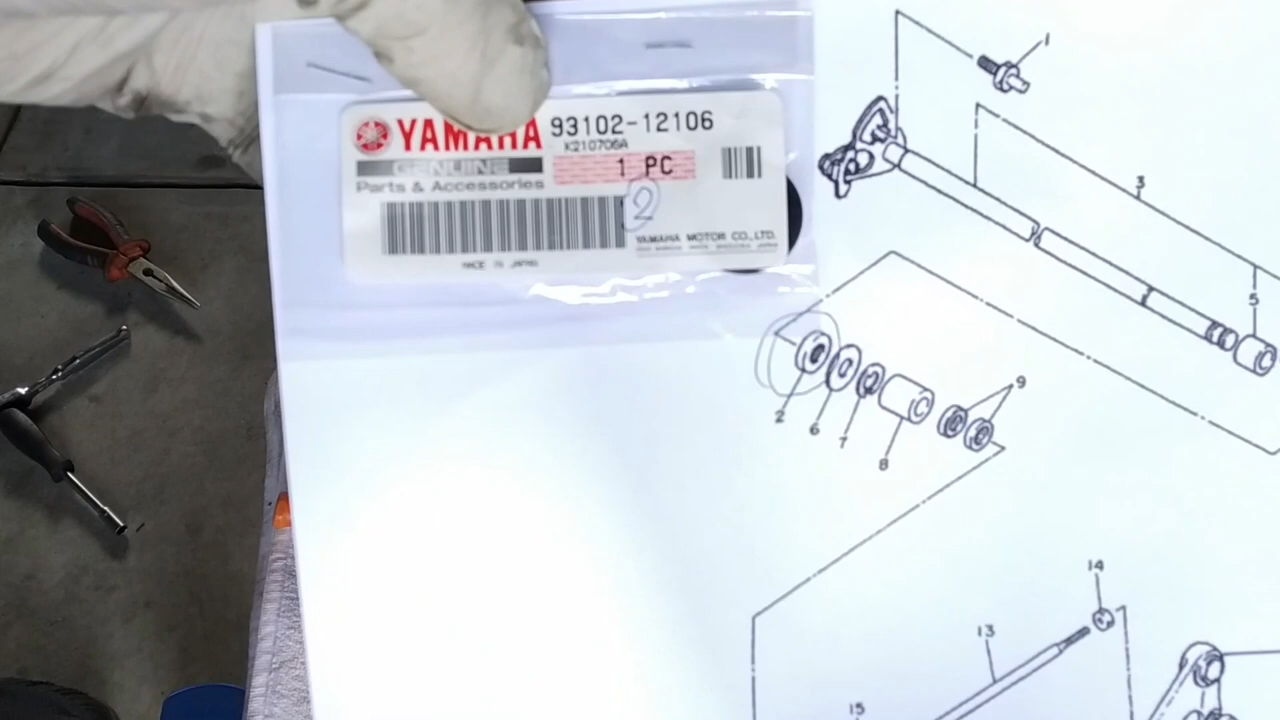 YAMAHA 93102-12106
K210706A
GENUINE 1 PC
Parts & Accessories
2
YAMAHA MOTOR CO.,LTD.
MADE IN JAPAN
1
3
5
2
6
7
8
9
14
13
15